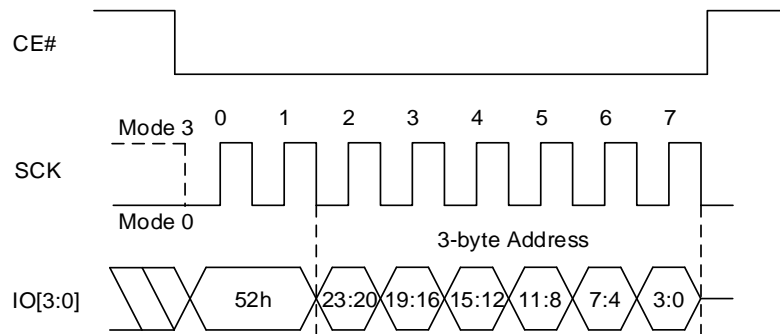 CE#
Mode 3 0 1 2 3 4 5 6 7
SCK
Mode 0
3-byte Address
IO[3:0] 52h 23:20 19:16 15:12 11:8 7:4 3:0